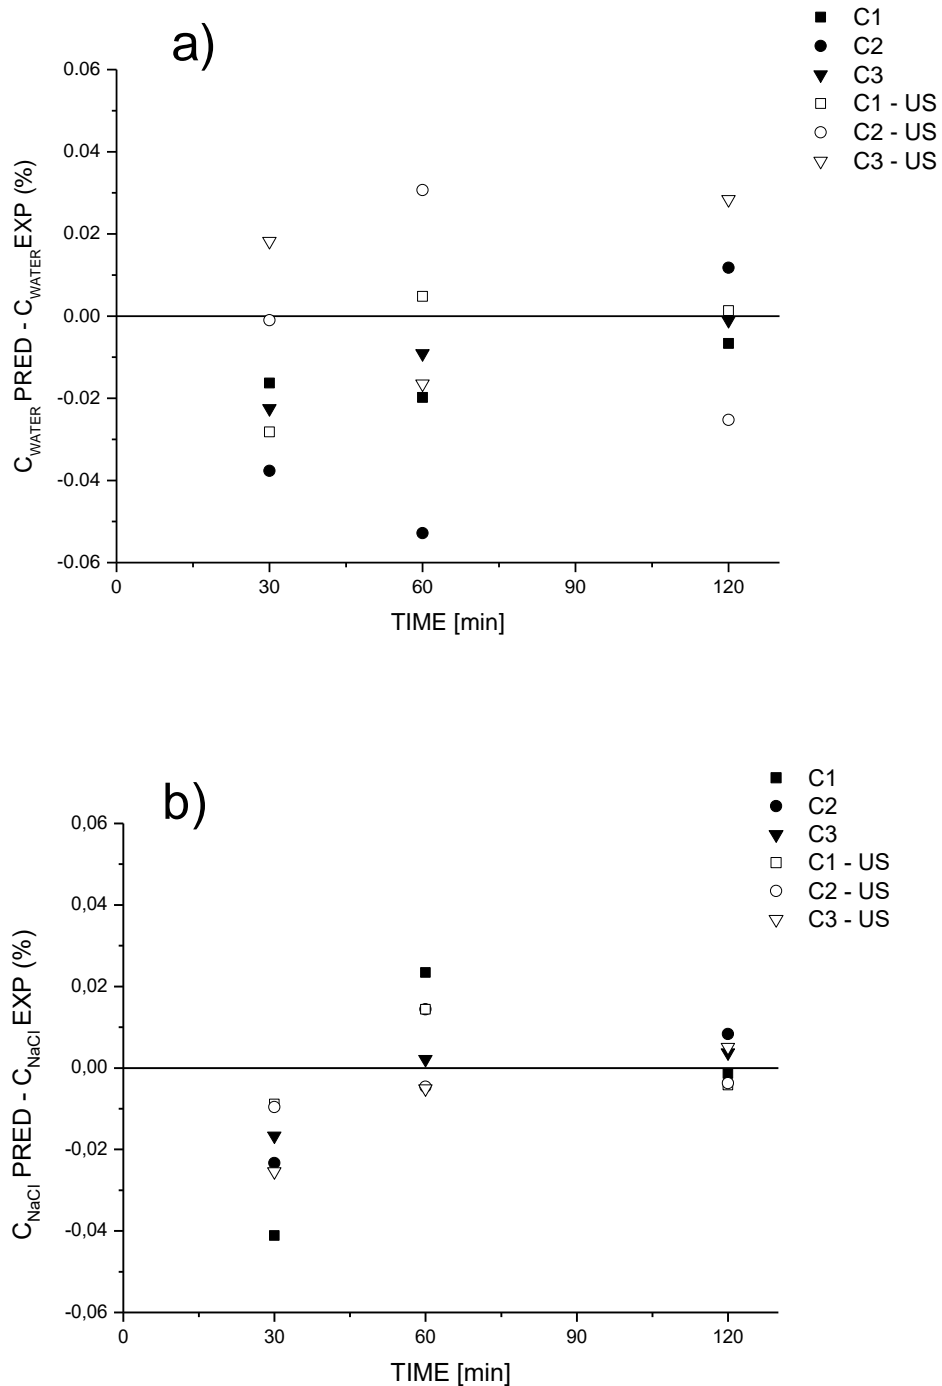 a)
C1
C2
C3
C1 - US
C2 - US
C3 - US
0.06
0.04
0.02
0.00
-0.02
-0.04
-0.06
C_WATER PRED - C_WATER EXP (%)
0 30 60 90 120
TIME [min]
b)
C1
C2
C3
C1 - US
C2 - US
C3 - US
0,06
0,04
0,02
0,00
-0,02
-0,04
-0,06
C_NaCl PRED - C_NaCl EXP (%)
0 30 60 90 120
TIME [min]